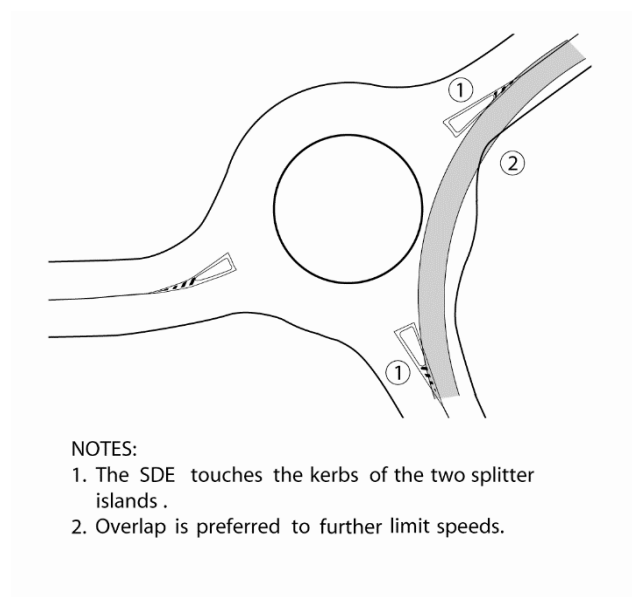 1
2
1
NOTES:
1. The SDE touches the kerbs of the two splitter
islands .
2. Overlap is preferred to further limit speeds.